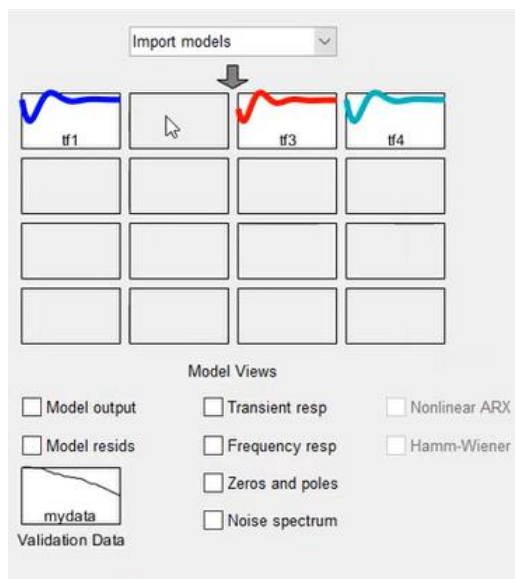 Import models
tf1
tf3
tf4
Model Views
Model output
Transient resp
Nonlinear ARX
Model resids
Frequency resp
Hamm-Wiener
Zeros and poles
mydata
Noise spectrum
Validation Data